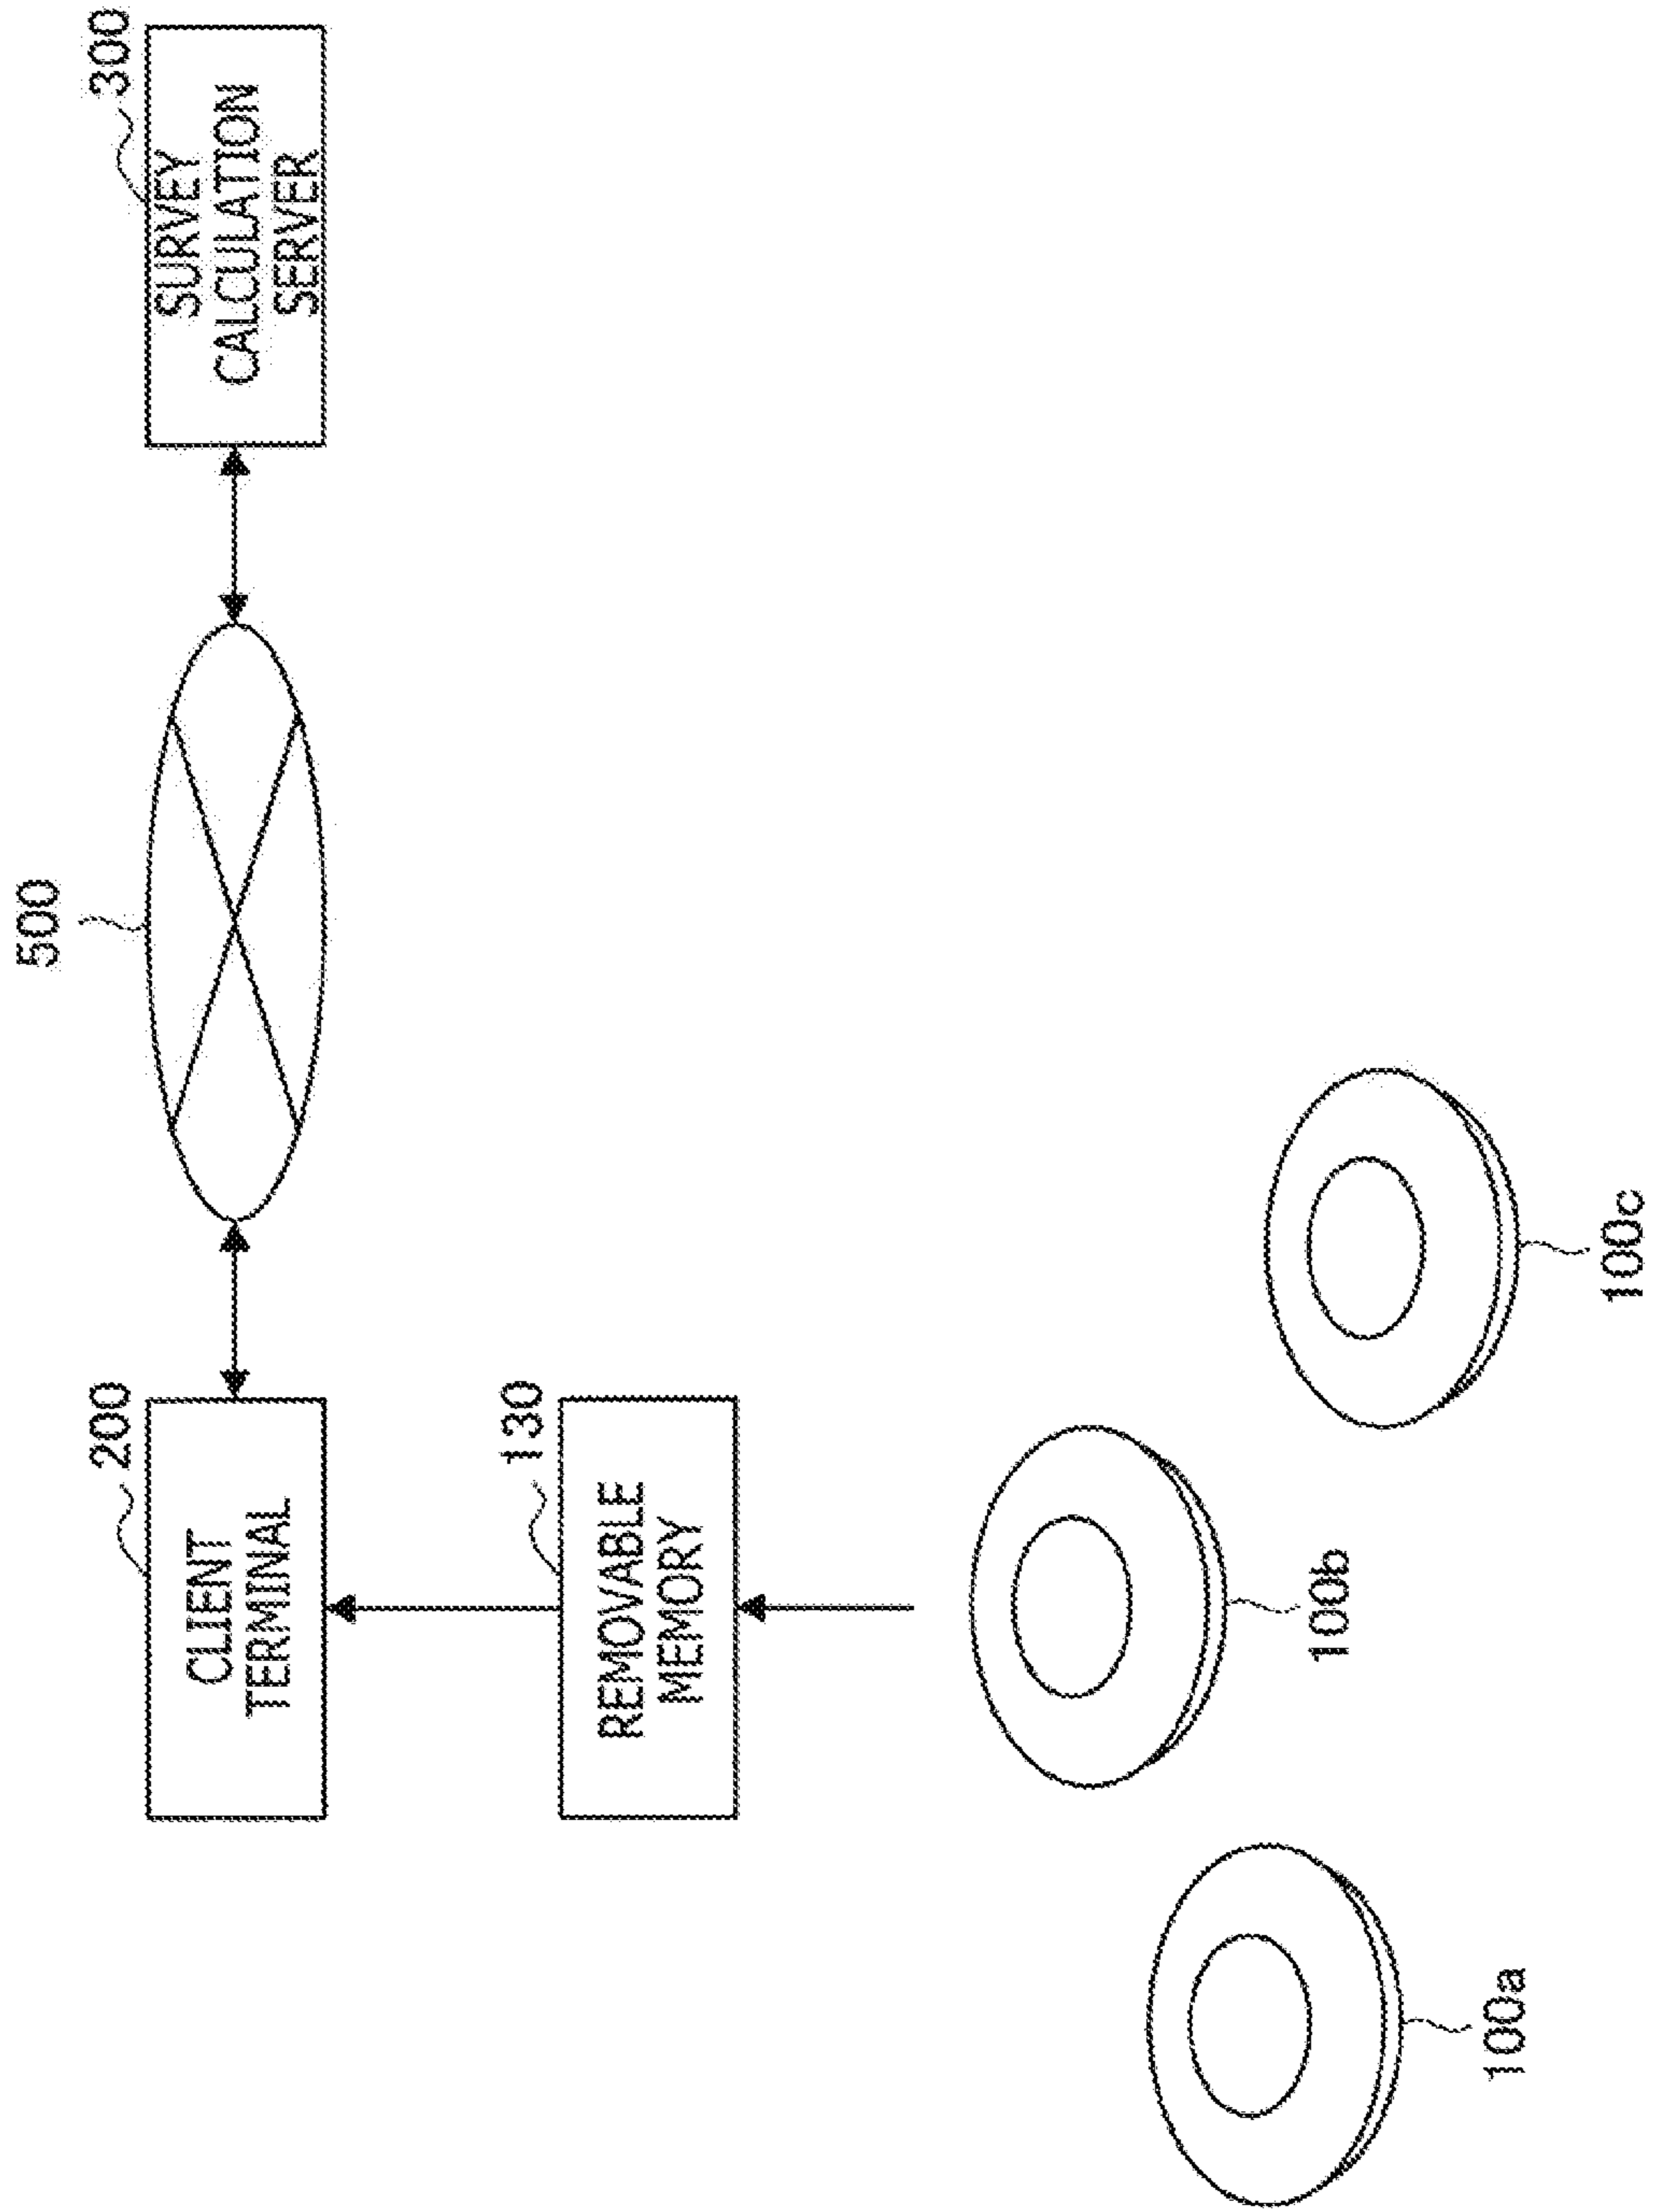 500
200
CLIENT
TERMINAL
300
SURVEY
CALCULATION
SERVER
130
REMOVABLE
MEMORY
100a
100b
100c